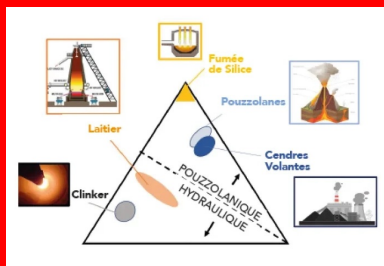 Fumée
de Silice
Pouzzolanes
Laitier
Cendres
Volantes
POUZZOLANIQUE
HYDRAULIQUE
Clinker